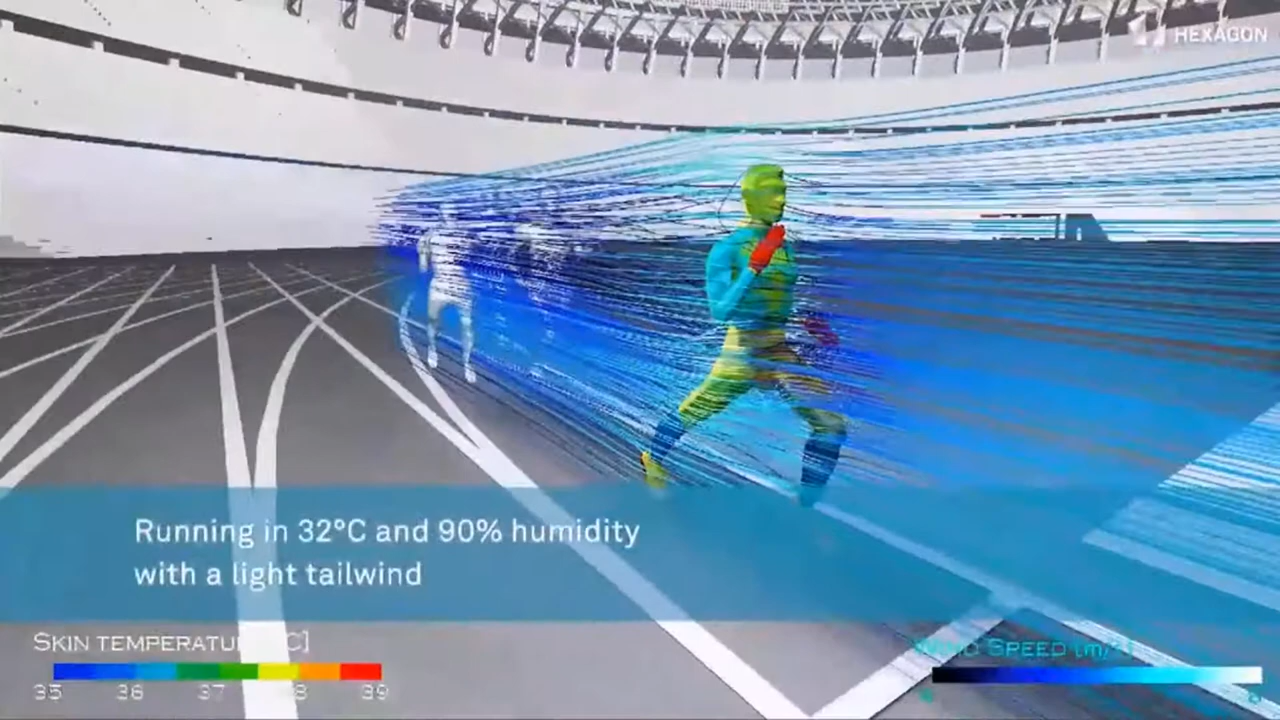 HEXAGON
Running in 32°C and 90% humidity
with a light tailwind
SKIN
35 36 37 39